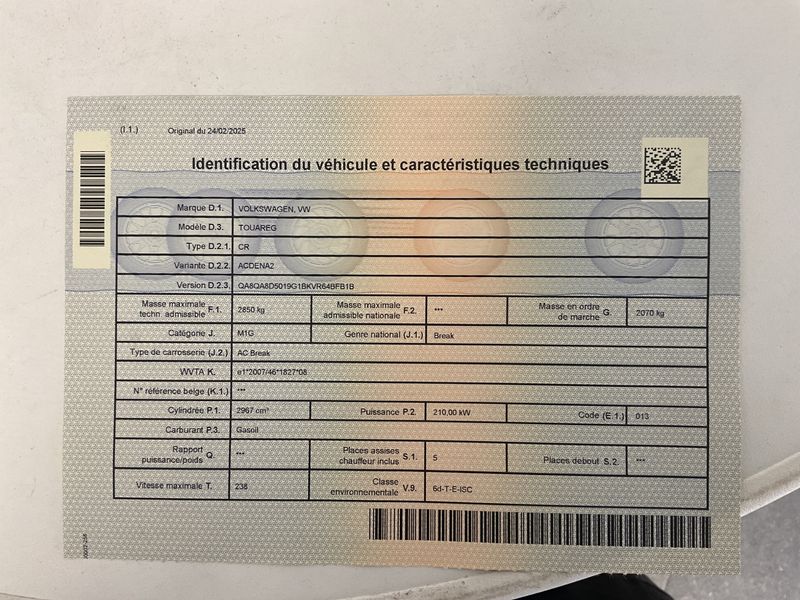 (I.1.) Original du 24/02/2025
Identification du véhicule et caractéristiques techniques
Marque D.1. VOLKSWAGEN, VW
Modèle D.3. TOUAREG
Type D.2.1. CR
Variante D.2.2. ACDENA2
Version D.2.3. QA8QA8D5019G1BKVR64BFB1B
Masse maximale techn. admissible F.1. 2850 kg Masse maximale admissible nationale F.2. *** Masse en ordre de marche G. 2070 kg
Catégorie J. M1G Genre national (J.1.) Break
Type de carrosserie (J.2.) AC Break
WVTA K. e1*2007/46*1827*08
N° référence belge (K.1.) ***
Cylindrée P.1. 2967 cm³ Puissance P.2. 210,00 kW Code (E.1.) 013
Carburant P.3. Gasoil
Rapport puissance/poids Q. *** Places assises chauffeur inclus S.1. 5 Places debout S.2. ***
Vitesse maximale T. 238 Classe environnementale V.9. 6d-T-E-ISC